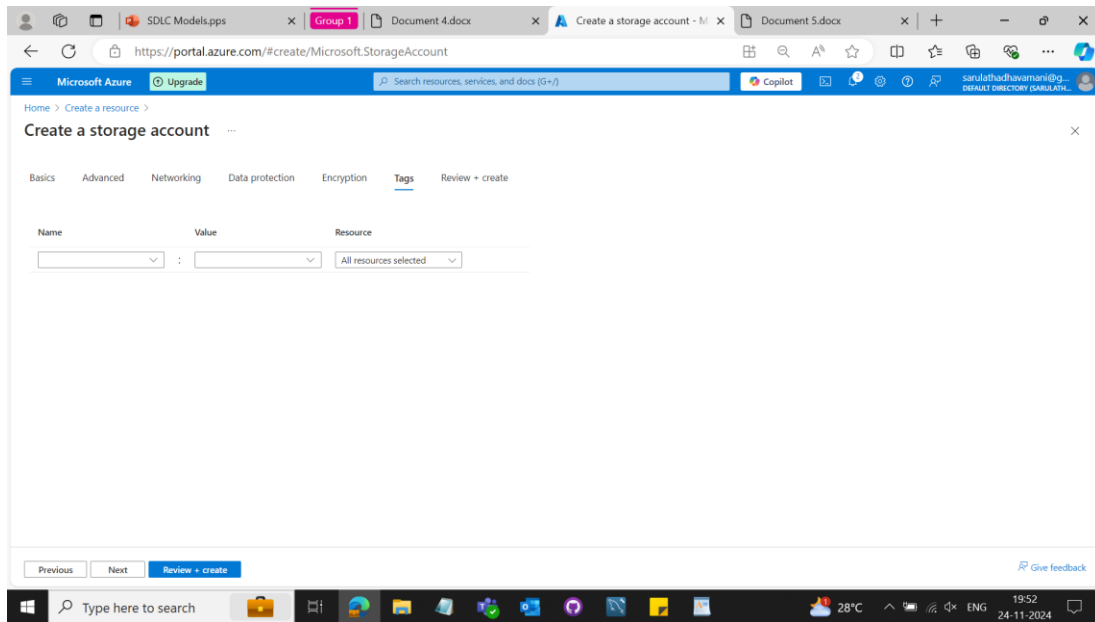 SDLC Models.pps
Group 1
Document 4.docx
Create a storage account - M
Document 5.docx
https://portal.azure.com/#create/Microsoft.StorageAccount
Microsoft Azure
Upgrade
Search resources, services, and docs (G+/)
Copilot
2
sarulathadhavamani@g...
DEFAULT DIRECTORY (SARULATH...
Home > Create a resource >
Create a storage account ...
Basics Advanced Networking Data protection Encryption Tags Review + create
Name Value Resource
: All resources selected
Previous Next Review + create
Give feedback
Type here to search
28°C
ENG
19:52
24-11-2024